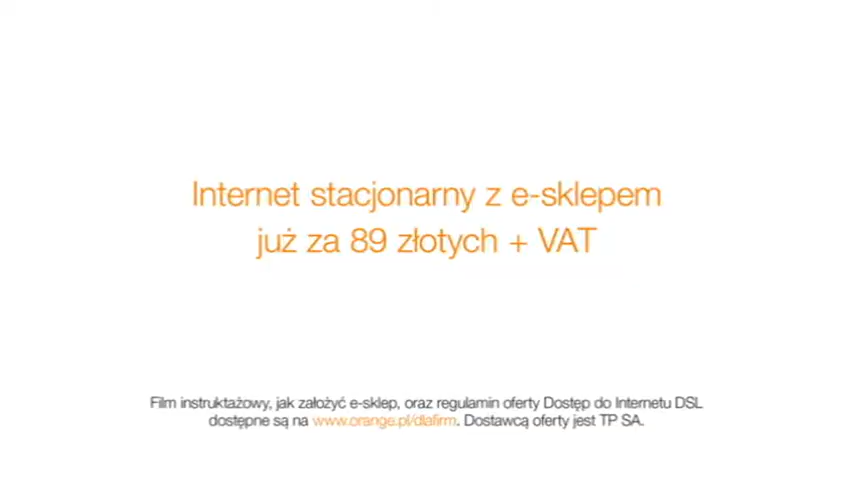 Internet stacjonarny z e-sklepem
już za 89 złotych + VAT
Film instruktażowy, jak założyć e-sklep, oraz regulamin oferty Dostęp do Internetu DSL
dostępne są na www.orange.pl/dlafirm. Dostawcą oferty jest TP SA.